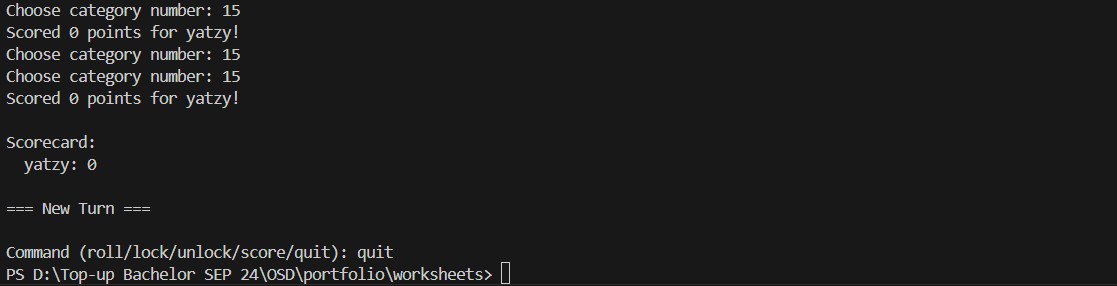 Choose category number: 15
Scored 0 points for yatzy!
Choose category number: 15
Choose category number: 15
Scored 0 points for yatzy!

Scorecard:
  yatzy: 0

=== New Turn ===

Command (roll/lock/unlock/score/quit): quit
PS D:\Top-up Bachelor SEP 24\OSD\portfolio\worksheets>